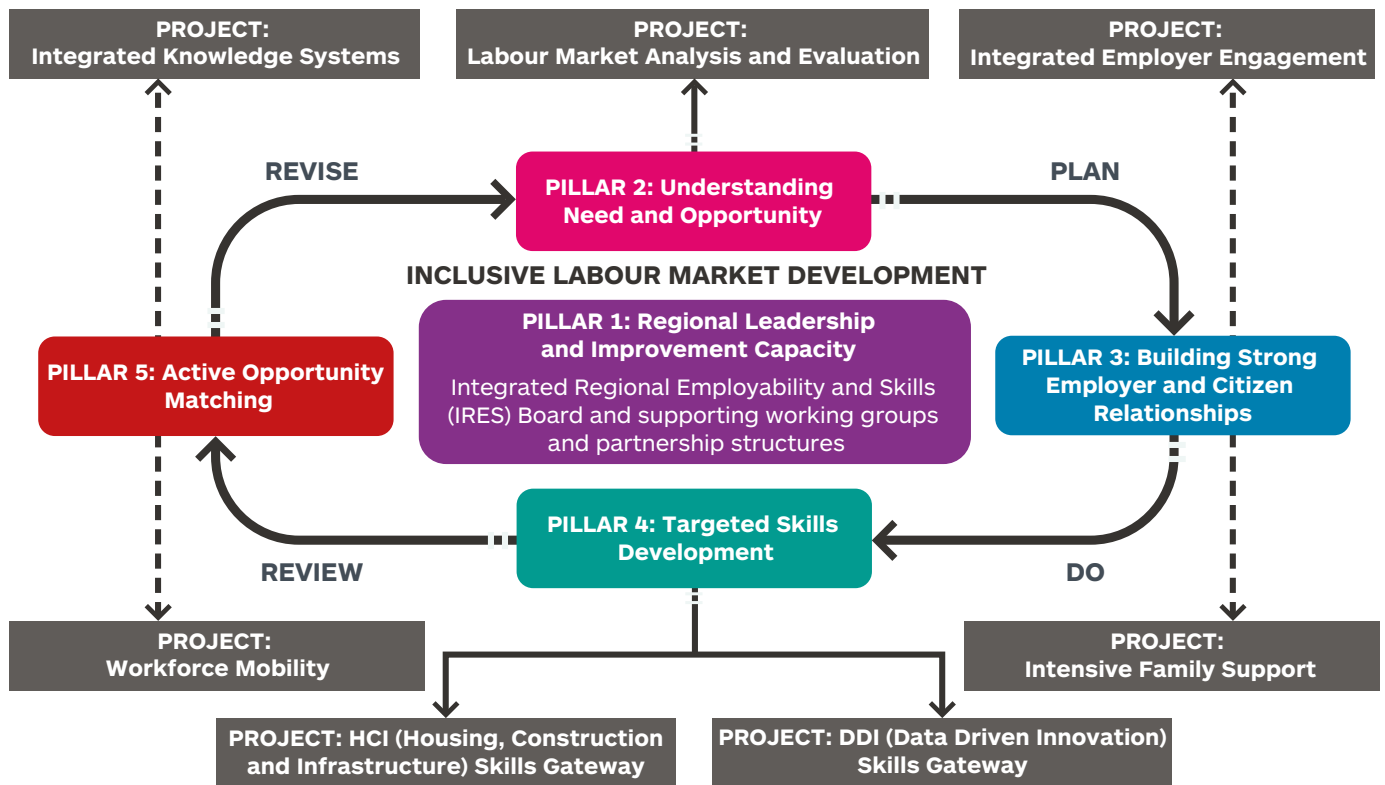 PROJECT:
Integrated Knowledge Systems
PROJECT:
Labour Market Analysis and Evaluation
PROJECT:
Integrated Employer Engagement
REVISE
PILLAR 2: Understanding
Need and Opportunity
PLAN
INCLUSIVE LABOUR MARKET DEVELOPMENT
PILLAR 1: Regional Leadership
and Improvement Capacity
Integrated Regional Employability and Skills
(IRES) Board and supporting working groups
and partnership structures
PILLAR 5: Active Opportunity
Matching
PILLAR 3: Building Strong
Employer and Citizen
Relationships
PILLAR 4: Targeted Skills
Development
REVIEW
DO
PROJECT:
Workforce Mobility
PROJECT:
Intensive Family Support
PROJECT: HCI (Housing, Construction
and Infrastructure) Skills Gateway
PROJECT: DDI (Data Driven Innovation)
Skills Gateway